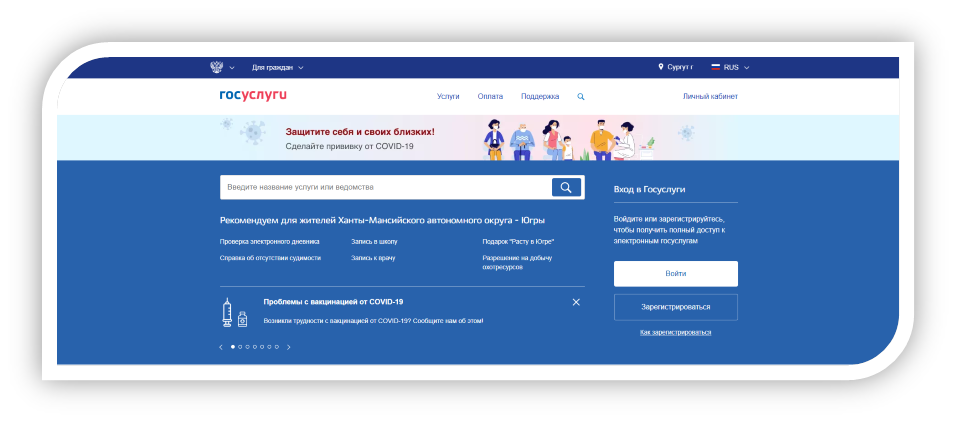 Для граждан
Сургут г
RUS
госуслуги
Услуги
Оплата
Поддержка
Личный кабинет
Защитите себя и своих близких!
Сделайте прививку от COVID-19
Введите название услуги или ведомства
Рекомендуем для жителей Ханты-Мансийского автономного округа - Югры
Проверка электронного дневника
Запись в школу
Подарок "Расту в Югре"
Справка об отсутствии судимости
Запись к врачу
Разрешение на добычу
охотресурсов
Проблемы с вакцинацией от COVID-19
Возникли трудности с вакцинацией от COVID-19? Сообщите нам об этом!
Вход в Госуслуги
Войдите или зарегистрируйтесь,
чтобы получить полный доступ к
электронным госуслугам
Войти
Зарегистрироваться
Как зарегистрироваться